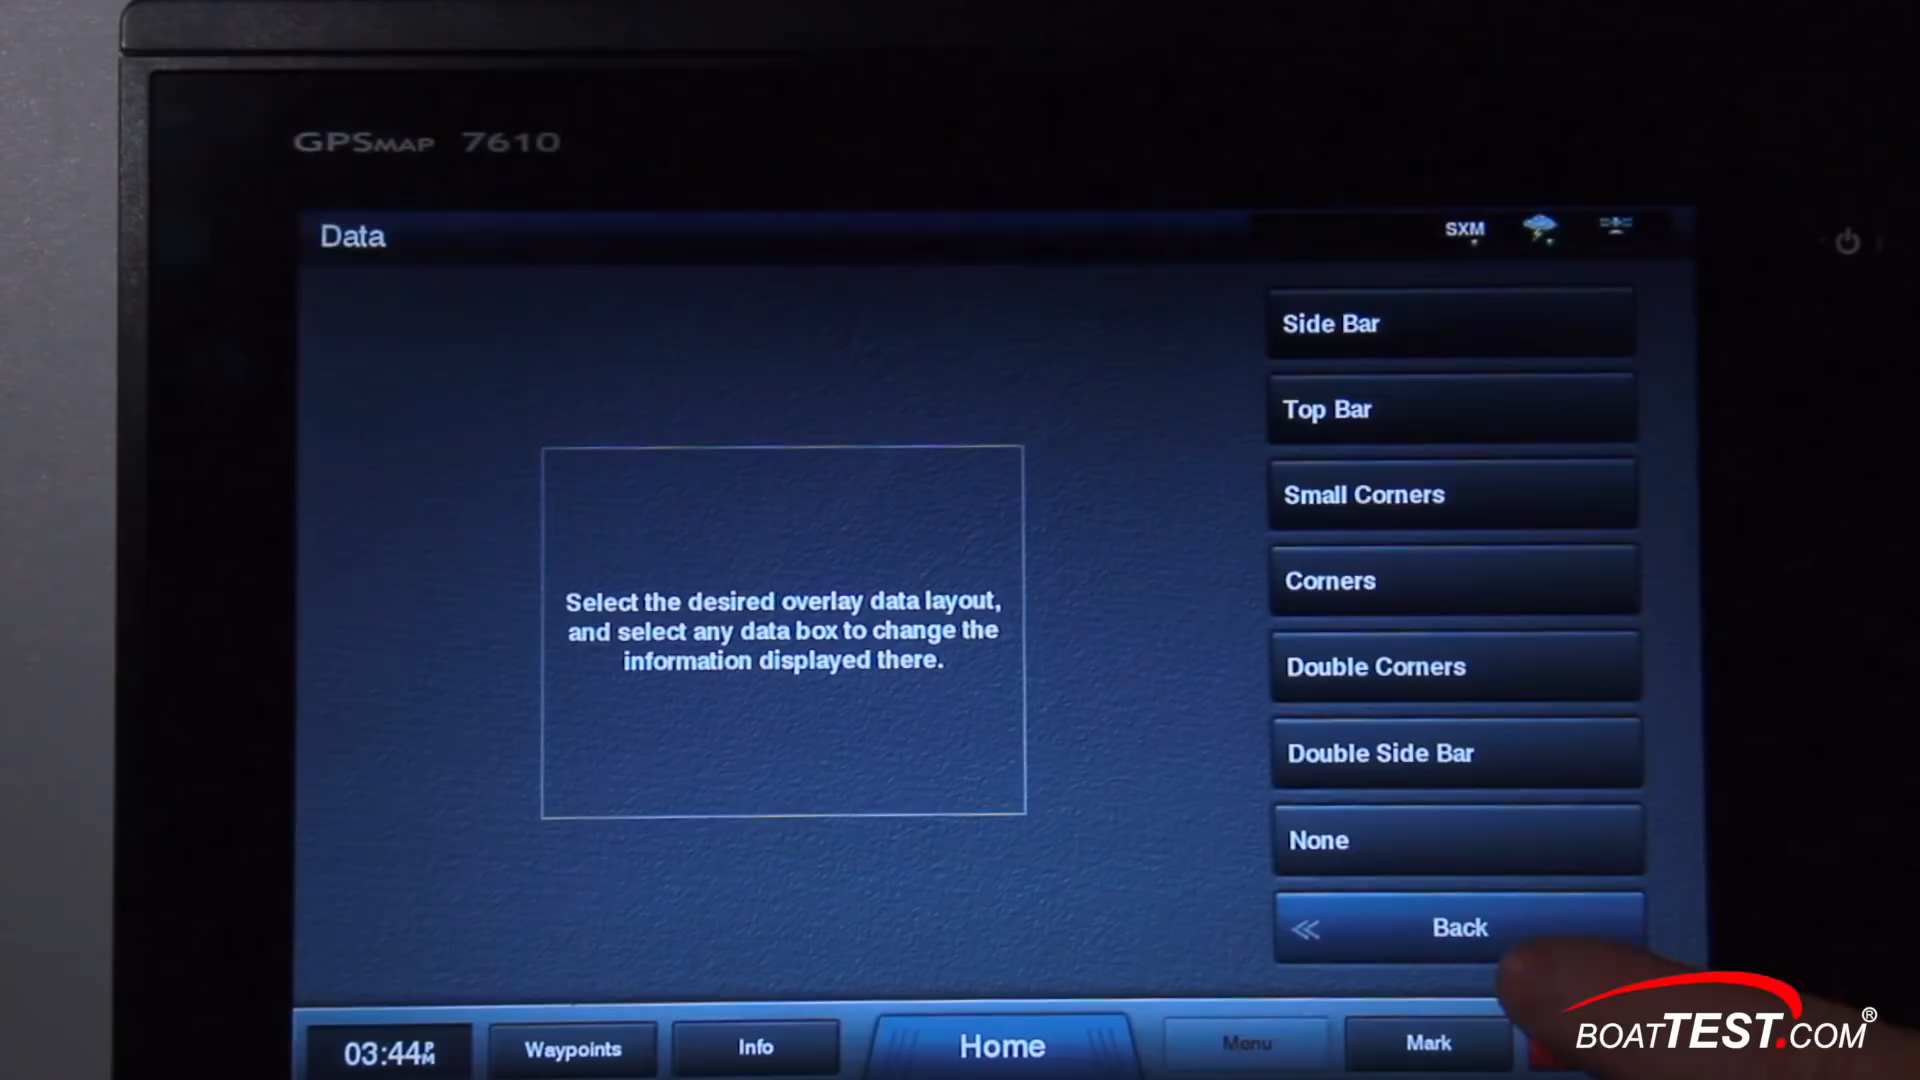 GPSMAP 7610
Data
SXM
Side Bar
Top Bar
Small Corners
Corners
Double Corners
Double Side Bar
None
Select the desired overlay data layout,
and select any data box to change the
information displayed there.
Back
03:44PM
Waypoints
Info
Home
Menu
Mark
BOATTEST.COM®